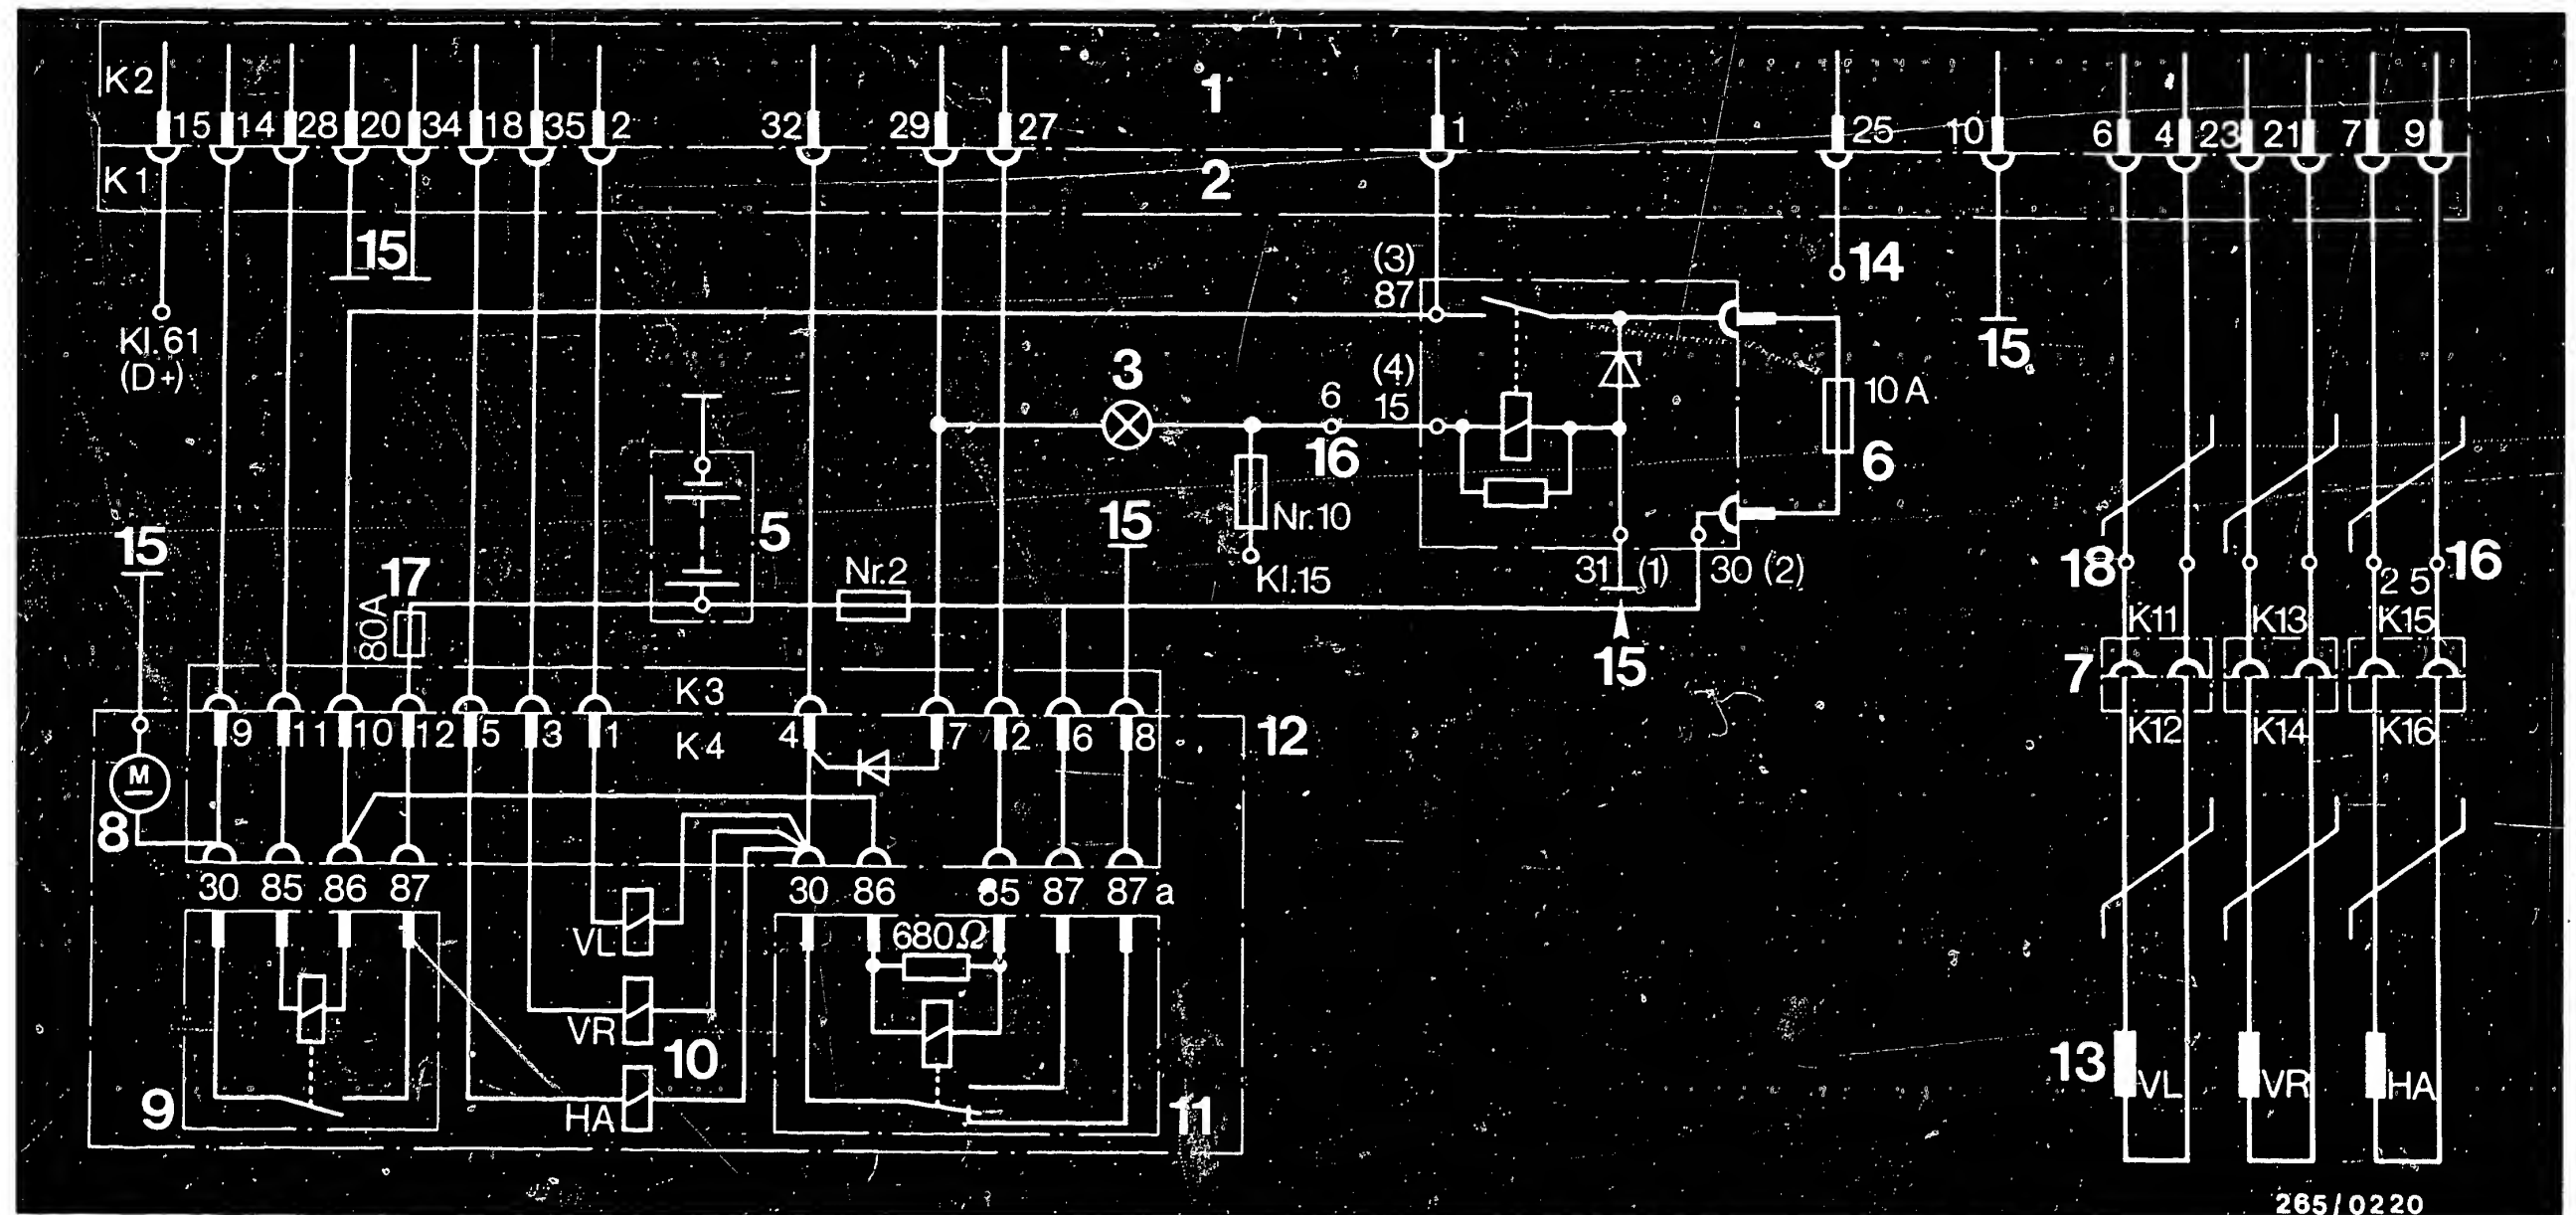 K2
1
15 14 28 20 34 18 35 2 32 29 27 1 25 10 6 4 23 21 7 9
K1
2
15
(3)
87
14
Kl.61
(D+)
15
3
(4)
15
6
16
10 A
6
5
Nr.10
15
15
Kl.15
17
80A
Nr.2
31 (1) 30 (2)
15
18
16
2 5
K11 K13 K15
7
K3
12
9 11 10 12 5 3 1 4 7 2 6 8
K4
K12 K14 K16
M
8
30 85 86 87 30 86 85 87 87a
680Ω
VL
VR
10
HA
9
11
13
VL VR HA
265/0220